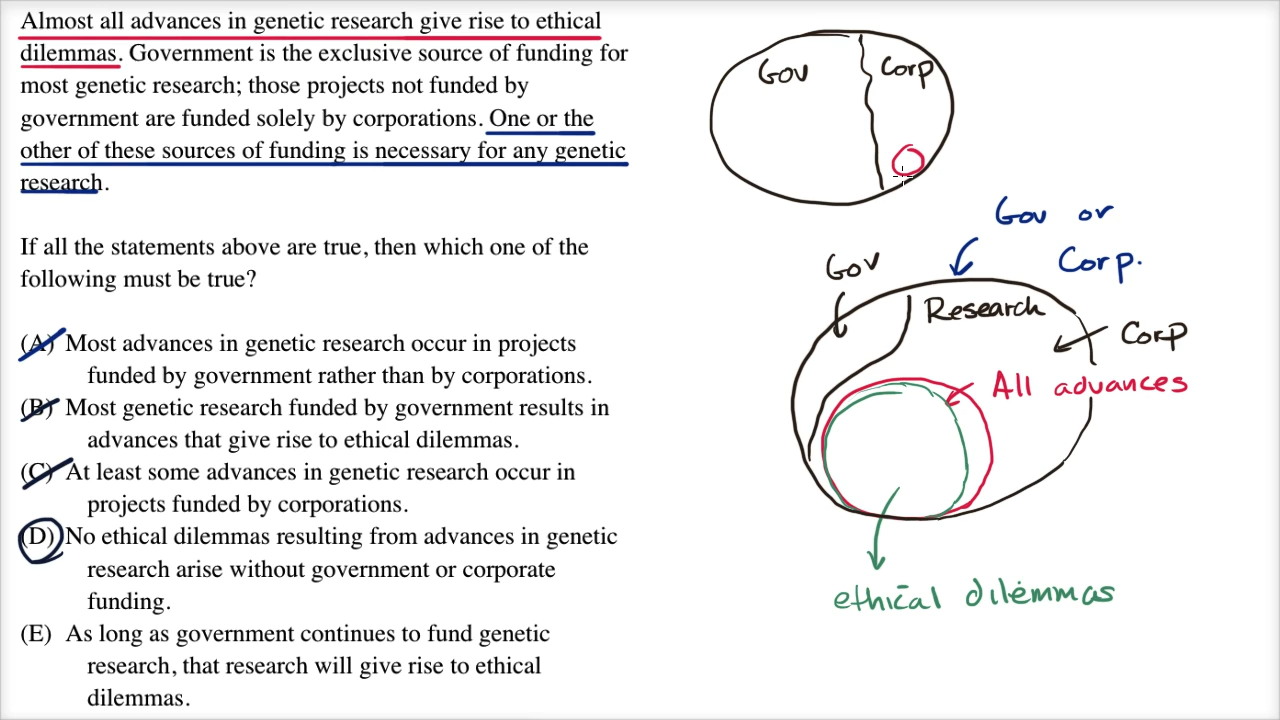 Almost all advances in genetic research give rise to ethical
dilemmas. Government is the exclusive source of funding for
most genetic research; those projects not funded by
government are funded solely by corporations. One or the
other of these sources of funding is necessary for any genetic
research.
If all the statements above are true, then which one of the
following must be true?
(A) Most advances in genetic research occur in projects
funded by government rather than by corporations.
(B) Most genetic research funded by government results in
advances that give rise to ethical dilemmas.
(C) At least some advances in genetic research occur in
projects funded by corporations.
(D) No ethical dilemmas resulting from advances in genetic
research arise without government or corporate
funding.
(E) As long as government continues to fund genetic
research, that research will give rise to ethical
dilemmas.
Gov
Corp
Gov or
Corp.
Gov
Research
Corp
All advances
ethical dilemmas